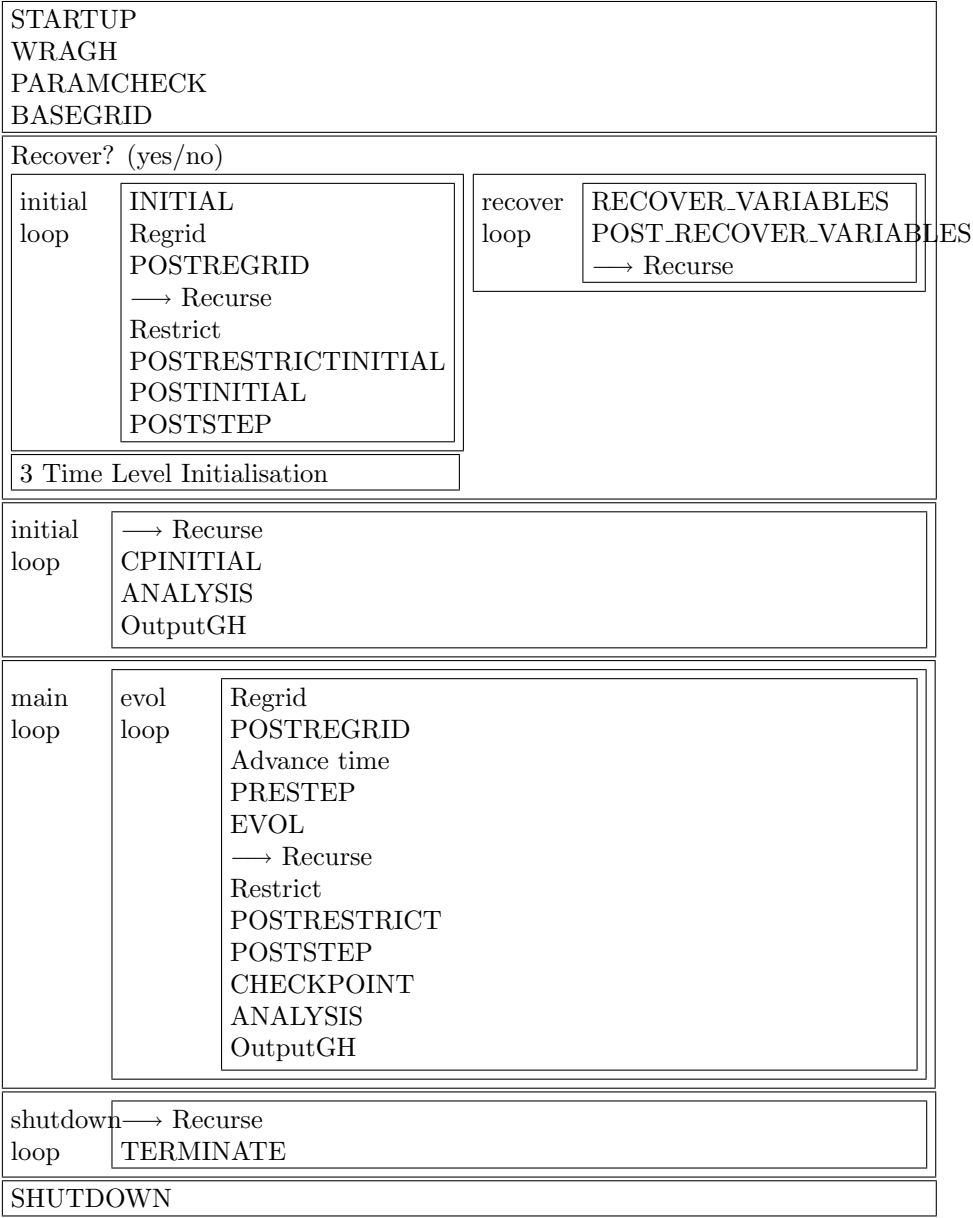 STARTUP
WRAGH
PARAMCHECK
BASEGRID
Recover? (yes/no)
initial
loop
INITIAL
Regrid
POSTREGRID
⟶ Recurse
Restrict
POSTRESTRICTINITIAL
POSTINITIAL
POSTSTEP
recover
loop
RECOVER_VARIABLES
POST_RECOVER_VARIABLES
⟶ Recurse
3 Time Level Initialisation
initial
loop
⟶ Recurse
CPINITIAL
ANALYSIS
OutputGH
main
loop
evol
loop
Regrid
POSTREGRID
Advance time
PRESTEP
EVOL
⟶ Recurse
Restrict
POSTRESTRICT
POSTSTEP
CHECKPOINT
ANALYSIS
OutputGH
shutdown
loop
⟶ Recurse
TERMINATE
SHUTDOWN